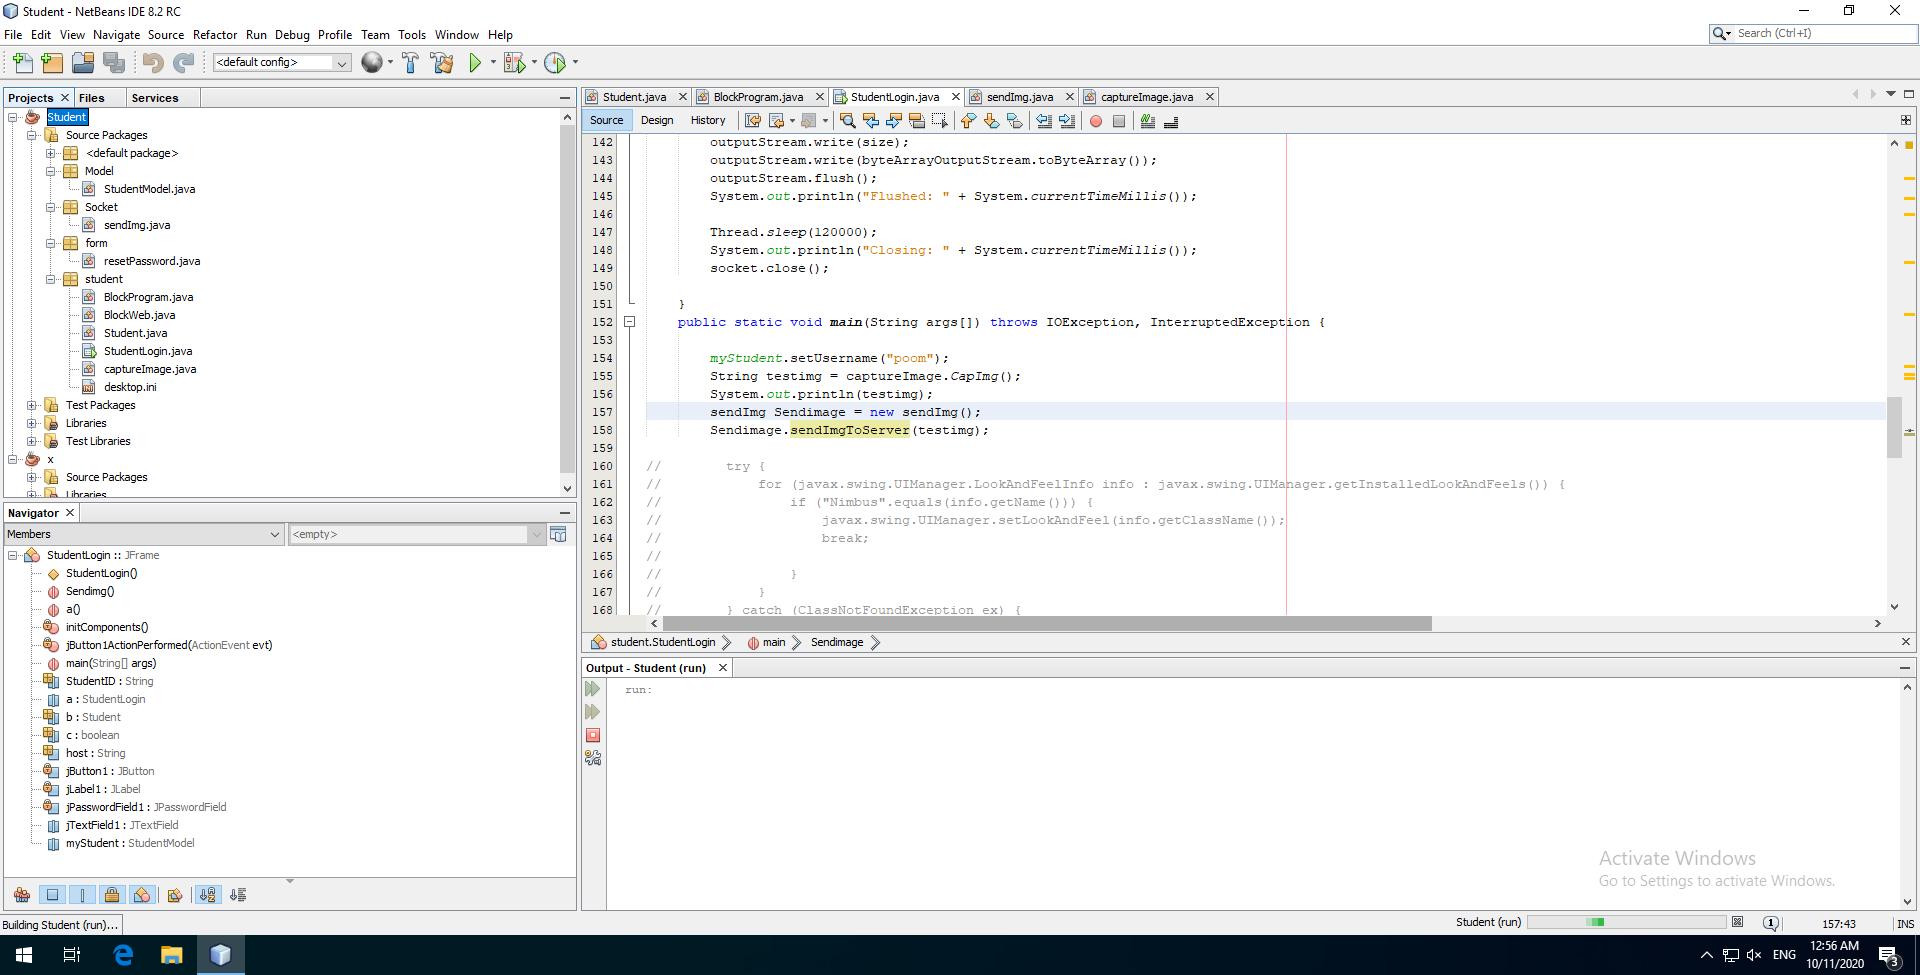 Student - NetBeans IDE 8.2 RC
File Edit View Navigate Source Refactor Run Debug Profile Team Tools Window Help
Search (Ctrl+I)
<default config>
Projects Files Services
Student
Source Packages
<default package>
Model
StudentModel.java
Socket
sendImg.java
form
resetPassword.java
student
BlockProgram.java
BlockWeb.java
Student.java
StudentLogin.java
captureImage.java
desktop.ini
Test Packages
Libraries
Test Libraries
x
Source Packages
Libraries
Navigator
Members
<empty>
StudentLogin :: JFrame
StudentLogin()
Sendimg()
a()
initComponents()
jButton1ActionPerformed(ActionEvent evt)
main(String[] args)
StudentID : String
a : StudentLogin
b : Student
c : boolean
host : String
jButton1 : JButton
jLabel1 : JLabel
jPasswordField1 : JPasswordField
jTextField1 : JTextField
myStudent : StudentModel
Student.java BlockProgram.java StudentLogin.java sendImg.java captureImage.java
Source Design History
142 outputStream.write(size);
143 outputStream.write(byteArrayOutputStream.toByteArray());
144 outputStream.flush();
145 System.out.println("Flushed: " + System.currentTimeMillis());
146
147 Thread.sleep(120000);
148 System.out.println("Closing: " + System.currentTimeMillis());
149 socket.close();
150
151 }
152 public static void main(String args[]) throws IOException, InterruptedException {
153
154 myStudent.setUsername("poom");
155 String testimg = captureImage.CapImg();
156 System.out.println(testimg);
157 sendImg Sendimage = new sendImg();
158 Sendimage.sendImgToServer(testimg);
159
160 // try {
161 // for (javax.swing.UIManager.LookAndFeelInfo info : javax.swing.UIManager.getInstalledLookAndFeels()) {
162 // if ("Nimbus".equals(info.getName())) {
163 // javax.swing.UIManager.setLookAndFeel(info.getClassName());
164 // break;
165 //
166 // }
167 // }
168 // } catch (ClassNotFoundException ex) {
student.StudentLogin main Sendimage
Output - Student (run)
run:
Activate Windows
Go to Settings to activate Windows.
Building Student (run)...
Student (run)
1
157:43
INS
ENG
12:56 AM
10/11/2020
3